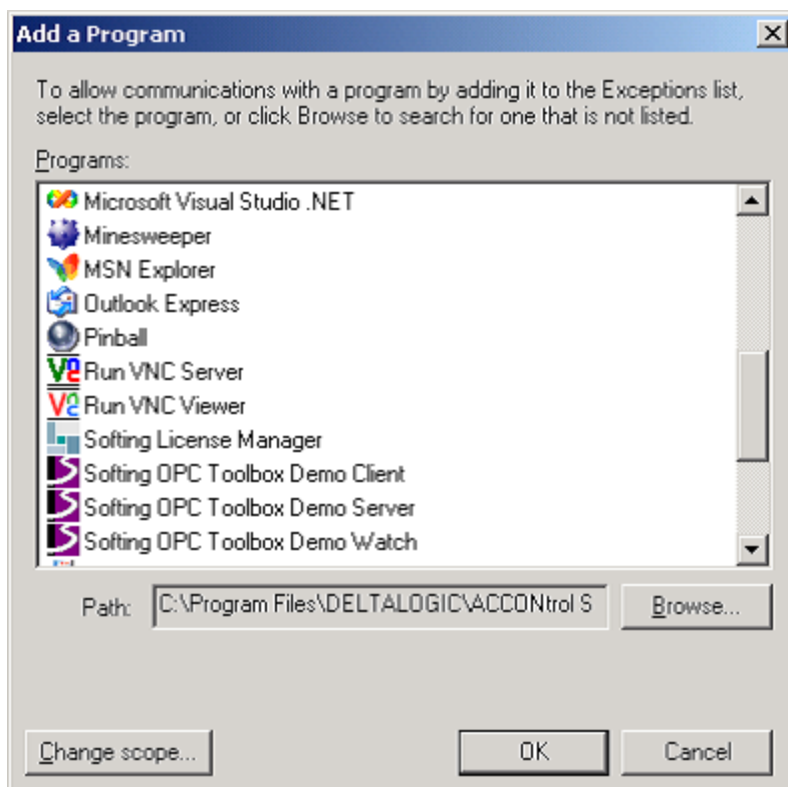 Add a Program
To allow communications with a program by adding it to the Exceptions list,
select the program, or click Browse to search for one that is not listed.
Programs:
Microsoft Visual Studio .NET
Minesweeper
MSN Explorer
Outlook Express
Pinball
Run VNC Server
Run VNC Viewer
Softing License Manager
Softing OPC Toolbox Demo Client
Softing OPC Toolbox Demo Server
Softing OPC Toolbox Demo Watch
Path: C:\Program Files\DELTALOGIC\ACCONtrol S Browse...
Change scope... OK Cancel